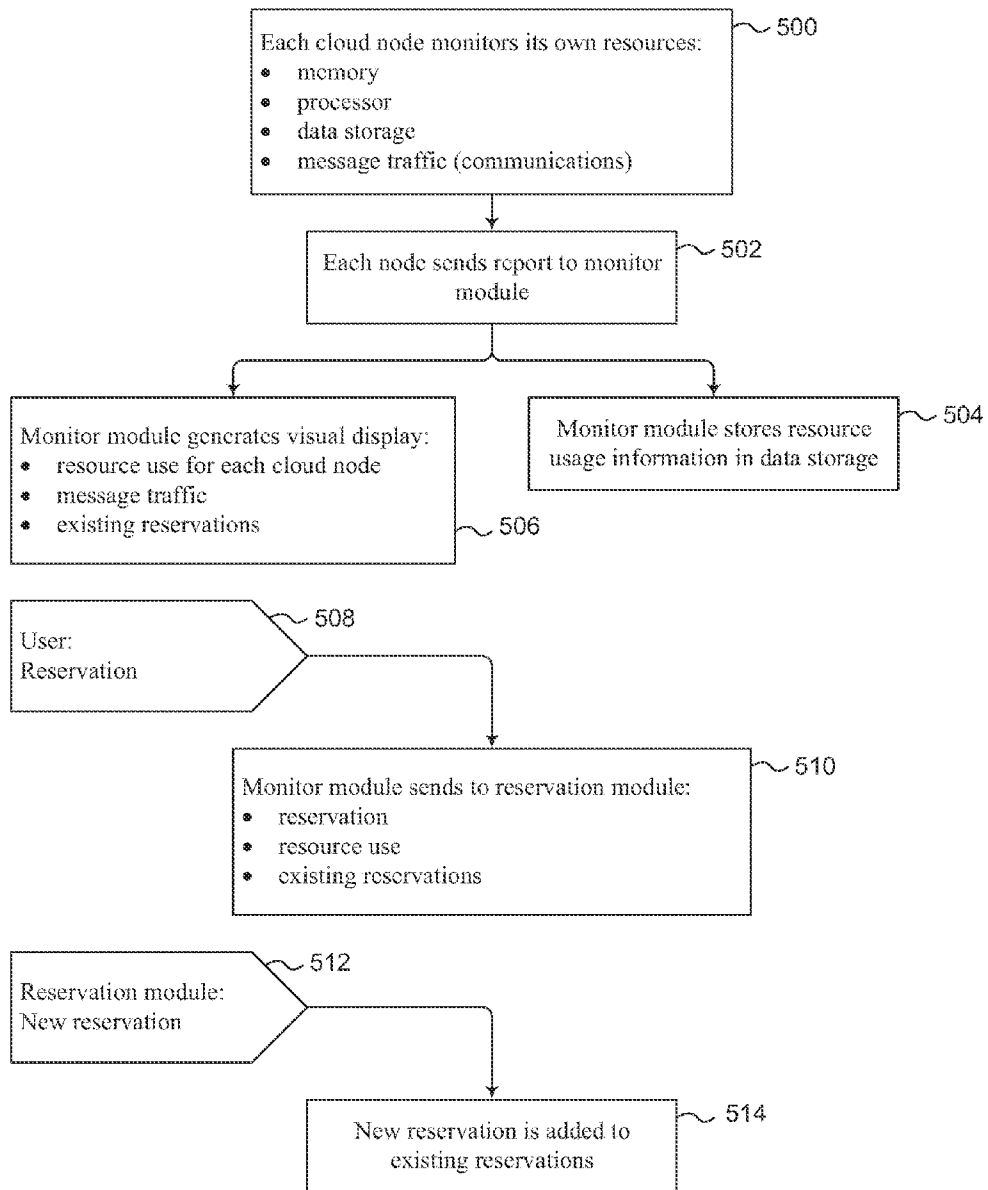 500
Each cloud node monitors its own resources:
• memory
• processor
• data storage
• message traffic (communications)
502
Each node sends report to monitor
module
Monitor module generates visual display:
• resource use for each cloud node
• message traffic
• existing reservations
506
504
Monitor module stores resource
usage information in data storage
508
User:
Reservation
510
Monitor module sends to reservation module:
• reservation
• resource use
• existing reservations
512
Reservation module:
New reservation
514
New reservation is added to
existing reservations